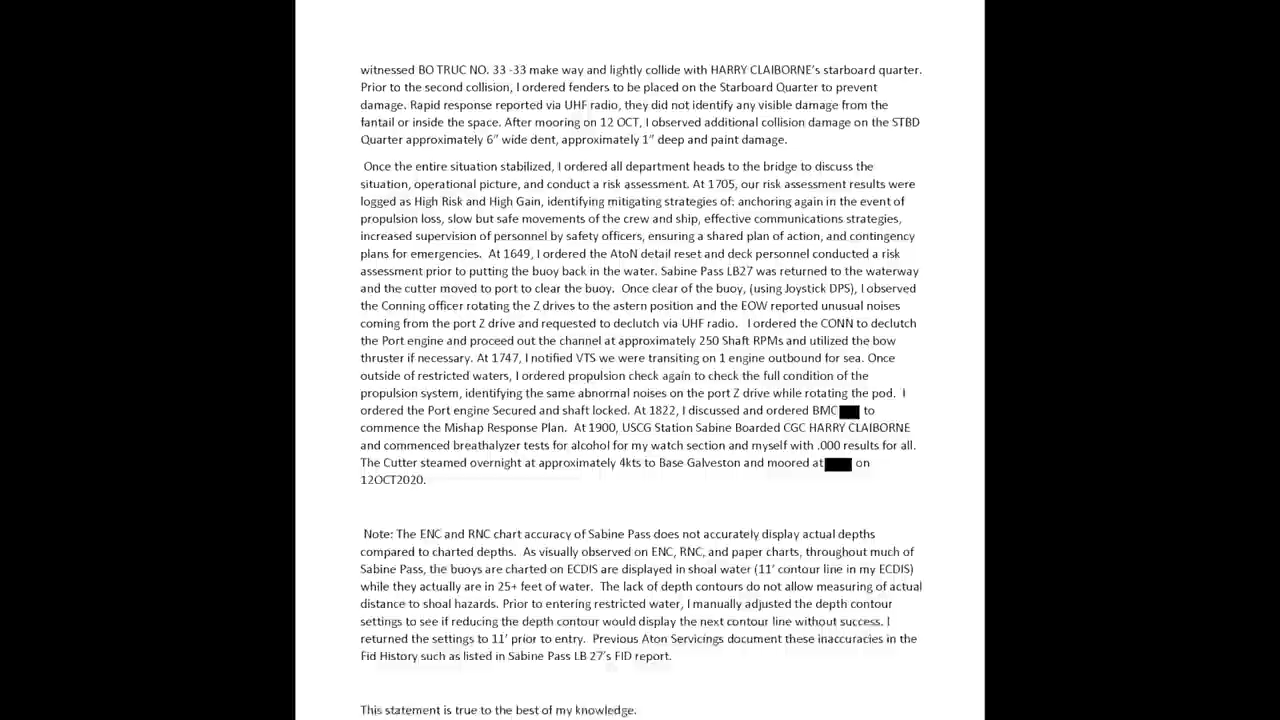 witnessed BO TRUC NO. 33 -33 make way and lightly collide with HARRY CLAIBORNE’s starboard quarter.
Prior to the second collision, I ordered fenders to be placed on the Starboard Quarter to prevent
damage. Rapid response reported via UHF radio, they did not identify any visible damage from the
fantail or inside the space. After mooring on 12 OCT, I observed additional collision damage on the STBD
Quarter approximately 6” wide dent, approximately 1” deep and paint damage.
Once the entire situation stabilized, I ordered all department heads to the bridge to discuss the
situation, operational picture, and conduct a risk assessment. At 1705, our risk assessment results were
logged as High Risk and High Gain, identifying mitigating strategies of: anchoring again in the event of
propulsion loss, slow but safe movements of the crew and ship, effective communications strategies,
increased supervision of personnel by safety officers, ensuring a shared plan of action, and contingency
plans for emergencies. At 1649, I ordered the AtoN detail reset and deck personnel conducted a risk
assessment prior to putting the buoy back in the water. Sabine Pass LB27 was returned to the waterway
and the cutter moved to port to clear the buoy. Once clear of the buoy, (using Joystick DPS), I observed
the Conning officer rotating the Z drives to the astern position and the EOW reported unusual noises
coming from the port Z drive and requested to declutch via UHF radio. I ordered the CONN to declutch
the Port engine and proceed out the channel at approximately 250 Shaft RPMs and utilized the bow
thruster if necessary. At 1747, I notified VTS we were transiting on 1 engine outbound for sea. Once
outside of restricted waters, I ordered propulsion check again to check the full condition of the
propulsion system, identifying the same abnormal noises on the port Z drive while rotating the pod. I
ordered the Port engine Secured and shaft locked. At 1822, I discussed and ordered BMC to
commence the Mishap Response Plan. At 1900, USCG Station Sabine Boarded CGC HARRY CLAIBORNE
and commenced breathalyzer tests for alcohol for my watch section and myself with .000 results for all.
The Cutter steamed overnight at approximately 4kts to Base Galveston and moored at on
12OCT2020.
Note: The ENC and RNC chart accuracy of Sabine Pass does not accurately display actual depths
compared to charted depths. As visually observed on ENC, RNC, and paper charts, throughout much of
Sabine Pass, the buoys are charted on ECDIS are displayed in shoal water (11’ contour line in my ECDIS)
while they actually are in 25+ feet of water. The lack of depth contours do not allow measuring of actual
distance to shoal hazards. Prior to entering restricted water, I manually adjusted the depth contour
settings to see if reducing the depth contour would display the next contour line without success. I
returned the settings to 11’ prior to entry. Previous Aton Servicings document these inaccuracies in the
Fid History such as listed in Sabine Pass LB 27’s FID report.
This statement is true to the best of my knowledge.